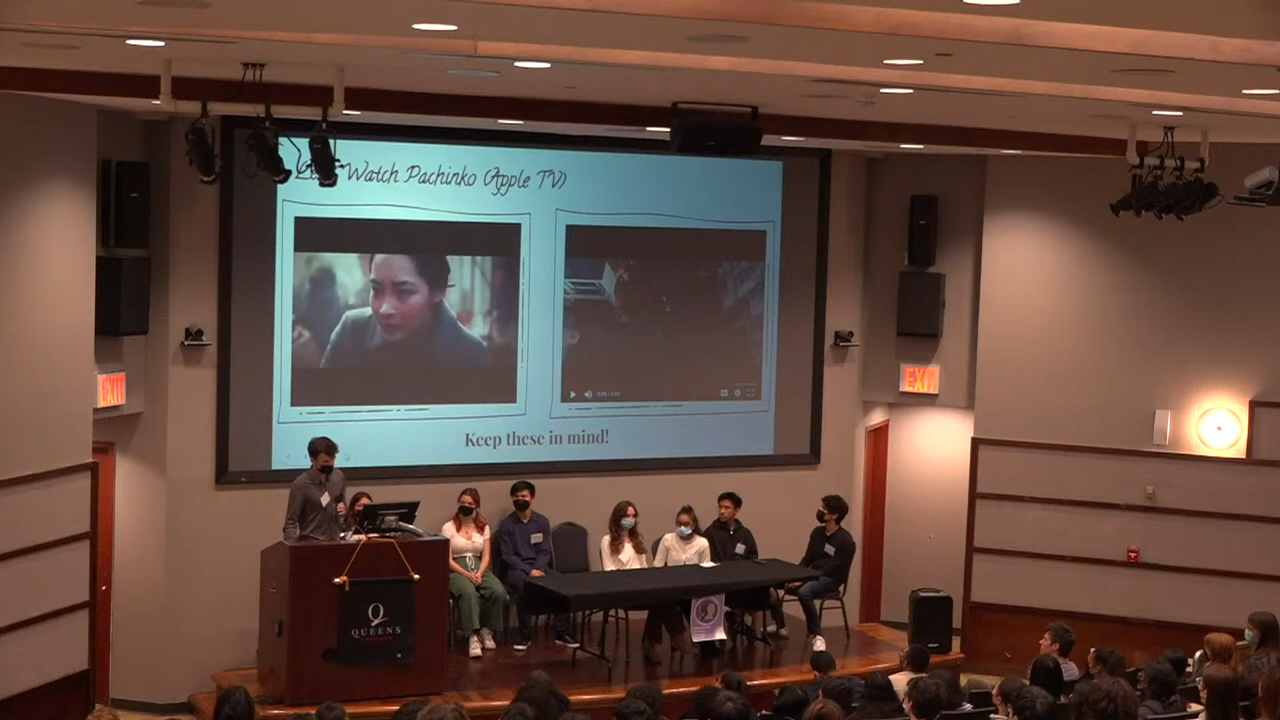 Watch Pachinko (Apple TV)
Keep these in mind!
EXIT
EXIT
Q
QUEENS